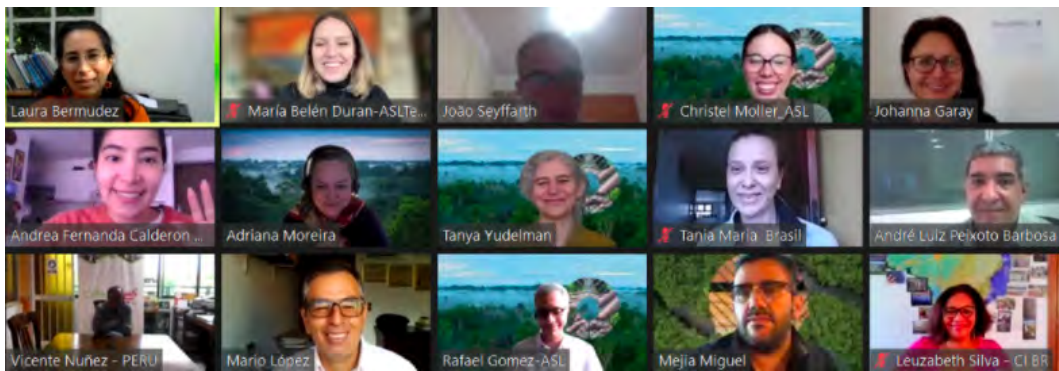 Laura Bermudez
María Belén Duran-ASLTe...
João Seyffarth
Christel Moller_ASL
Johanna Garay
Andrea Fernanda Calderon ...
Adriana Moreira
Tanya Yudelman
Tania Maria Brasil
André Luiz Peixoto Barbosa
Vicente Nuñez - PERU
Mario López
Rafael Gomez-ASL
Mejia Miguel
Leuzabeth Silva - CI BR